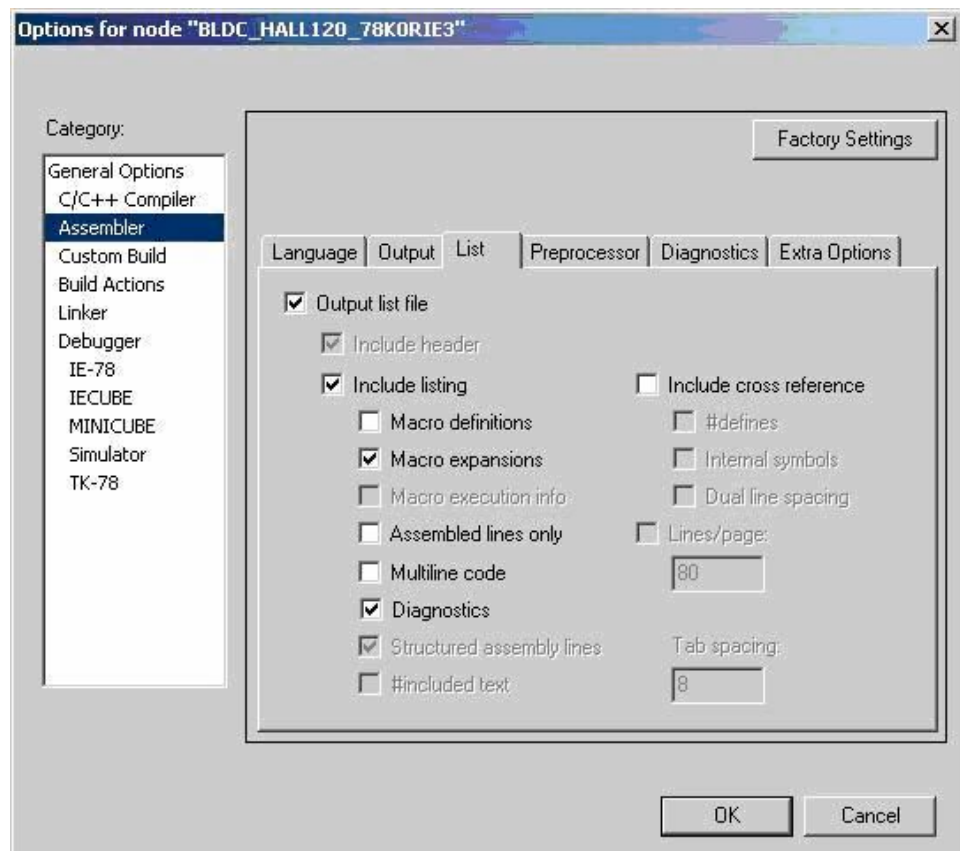 Options for node "BLDC_HALL120_78K0RIE3"
Category:
General Options
C/C++ Compiler
Assembler
Custom Build
Build Actions
Linker
Debugger
IE-78
IECUBE
MINICUBE
Simulator
TK-78
Factory Settings
Language Output List Preprocessor Diagnostics Extra Options
Output list file
Include header
Include listing
Macro definitions
Macro expansions
Macro execution info
Assembled lines only
Multiline code
Diagnostics
Structured assembly lines
#included text
Include cross reference
#defines
Internal symbols
Dual line spacing
Lines/page:
80
Tab spacing:
8
OK Cancel